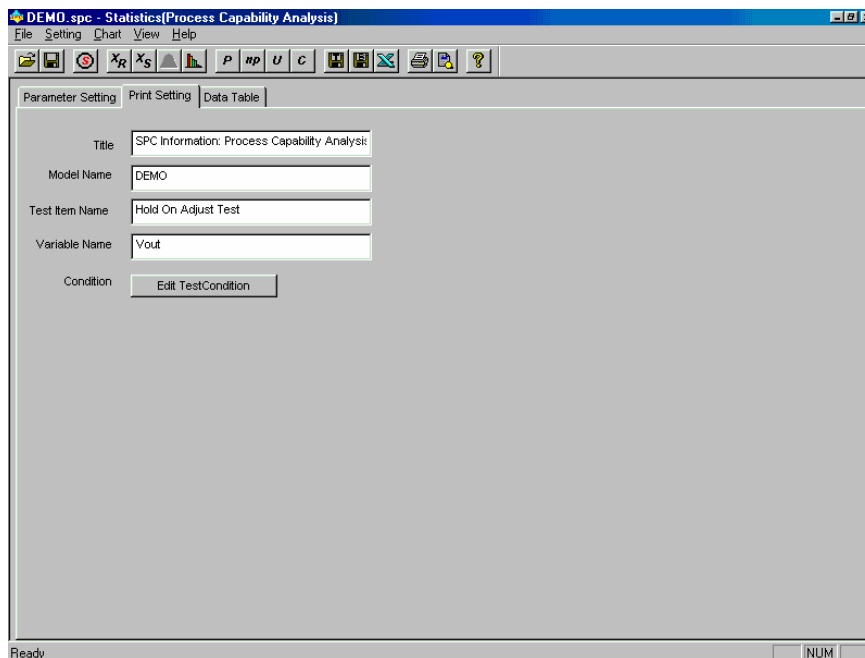 DEMO.spc - Statistics(Process Capability Analysis)
File Setting Chart View Help
S XR XS P np U C ?
Parameter Setting Print Setting Data Table
Title SPC Information: Process Capability Analysis
Model Name DEMO
Test Item Name Hold On Adjust Test
Variable Name Vout
Condition Edit TestCondition
Ready NUM